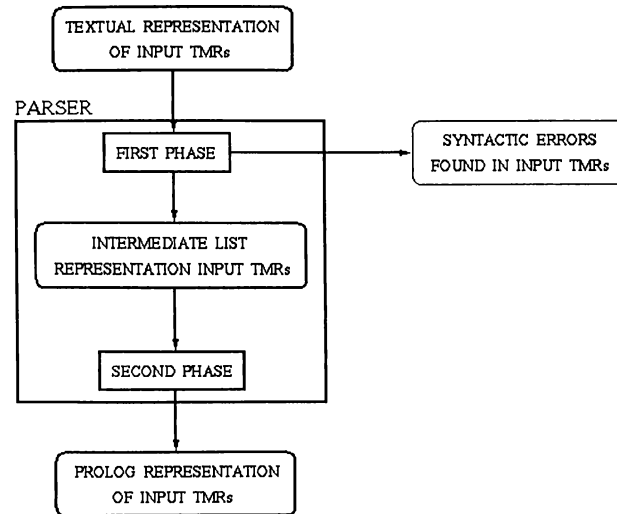 TEXTUAL REPRESENTATION
OF INPUT TMRs
PARSER
FIRST PHASE
SYNTACTIC ERRORS
FOUND IN INPUT TMRs
INTERMEDIATE LIST
REPRESENTATION INPUT TMRs
SECOND PHASE
PROLOG REPRESENTATION
OF INPUT TMRs